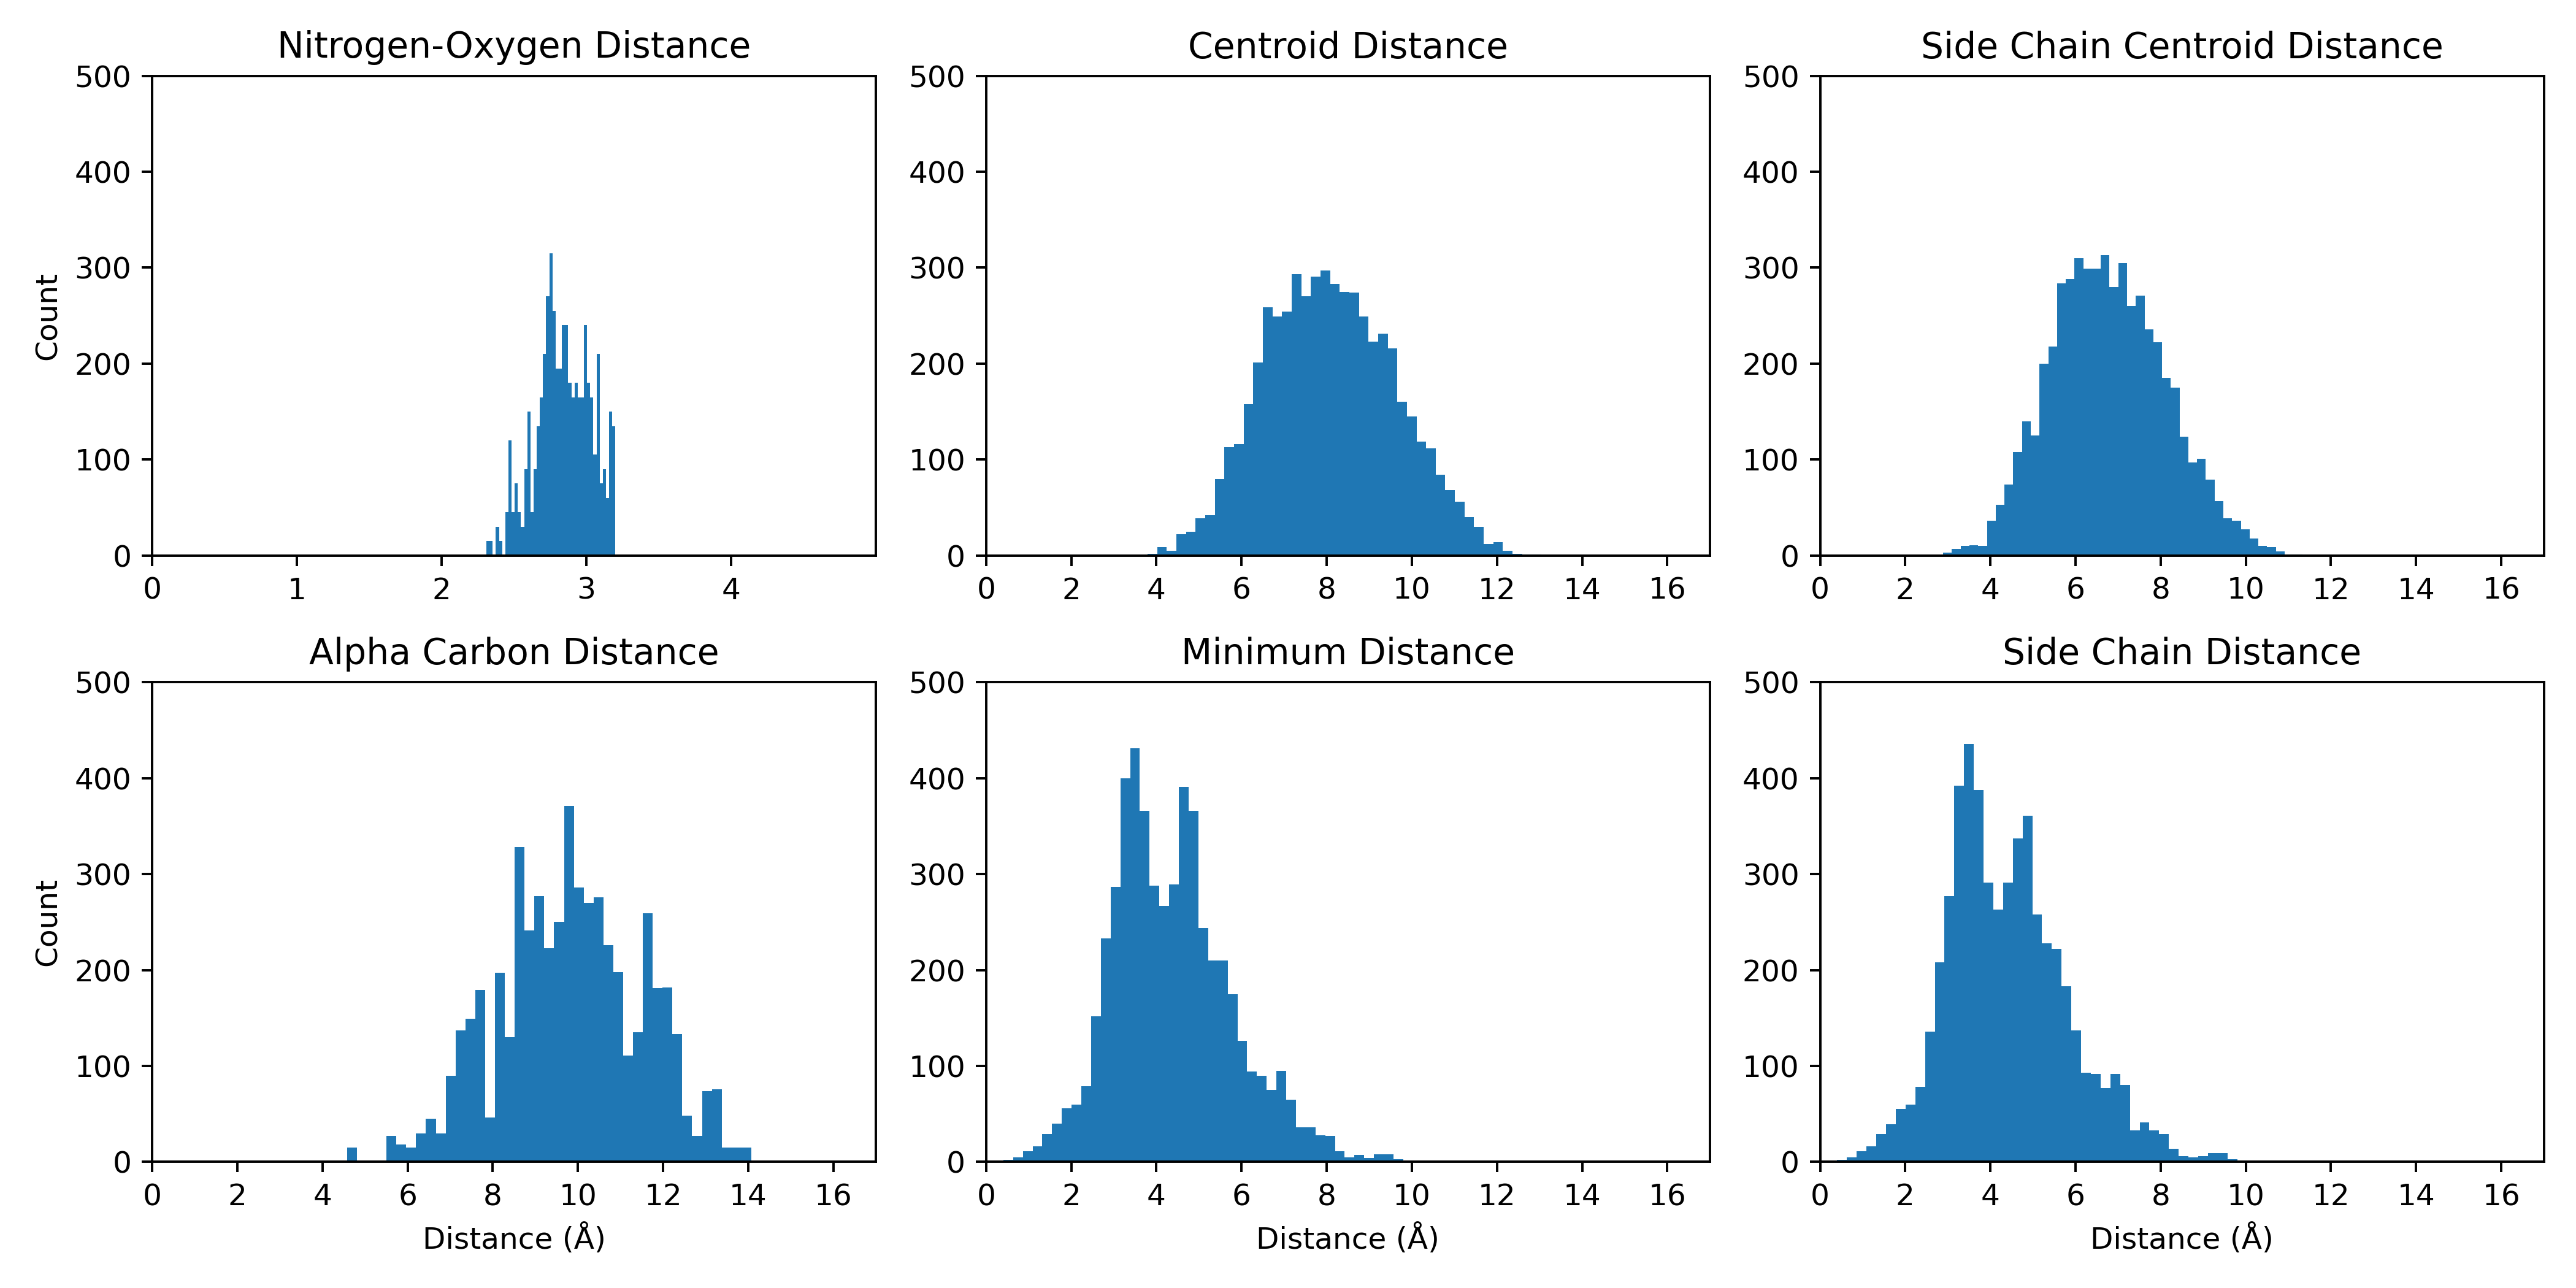 Nitrogen-Oxygen Distance
500
400
300
200
100
0
Count
0 1 2 3 4
Centroid Distance
500
400
300
200
100
0
0 2 4 6 8 10 12 14 16
Side Chain Centroid Distance
500
400
300
200
100
0
0 2 4 6 8 10 12 14 16
Alpha Carbon Distance
500
400
300
200
100
0
Count
0 2 4 6 8 10 12 14 16
Distance (Å)
Minimum Distance
500
400
300
200
100
0
0 2 4 6 8 10 12 14 16
Distance (Å)
Side Chain Distance
500
400
300
200
100
0
0 2 4 6 8 10 12 14 16
Distance (Å)